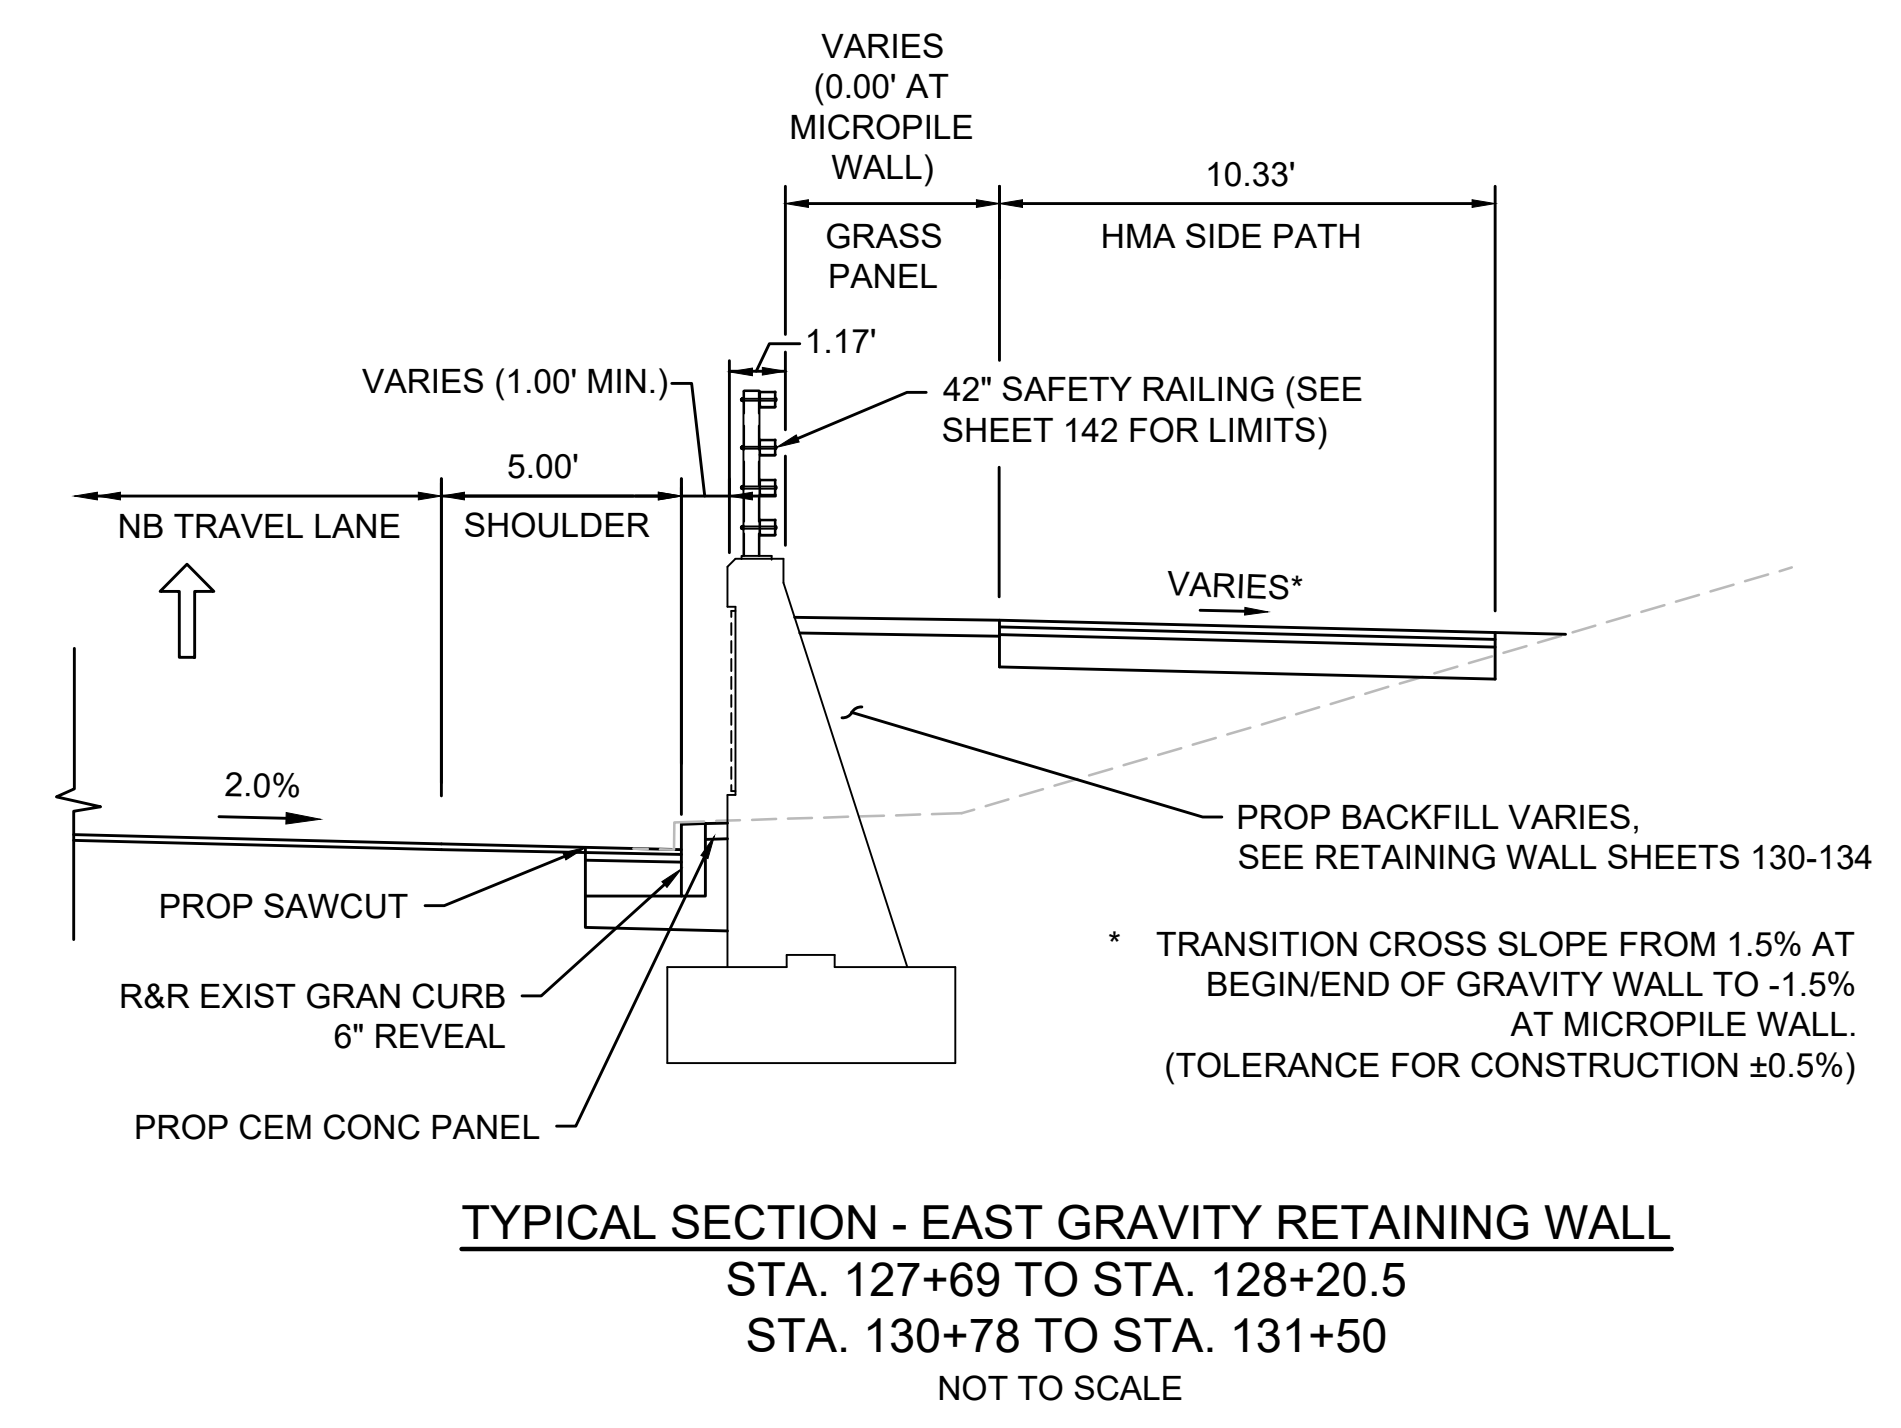 VARIES
(0.00' AT
MICROPILE
WALL)
10.33'
GRASS
PANEL
HMA SIDE PATH
1.17'
VARIES (1.00' MIN.)
42" SAFETY RAILING (SEE
SHEET 142 FOR LIMITS)
5.00'
NB TRAVEL LANE
SHOULDER
VARIES*
2.0%
PROP BACKFILL VARIES,
SEE RETAINING WALL SHEETS 130-134
PROP SAWCUT
* TRANSITION CROSS SLOPE FROM 1.5% AT
BEGIN/END OF GRAVITY WALL TO -1.5%
AT MICROPILE WALL.
(TOLERANCE FOR CONSTRUCTION ±0.5%)
R&R EXIST GRAN CURB
6" REVEAL
PROP CEM CONC PANEL
TYPICAL SECTION - EAST GRAVITY RETAINING WALL
STA. 127+69 TO STA. 128+20.5
STA. 130+78 TO STA. 131+50
NOT TO SCALE